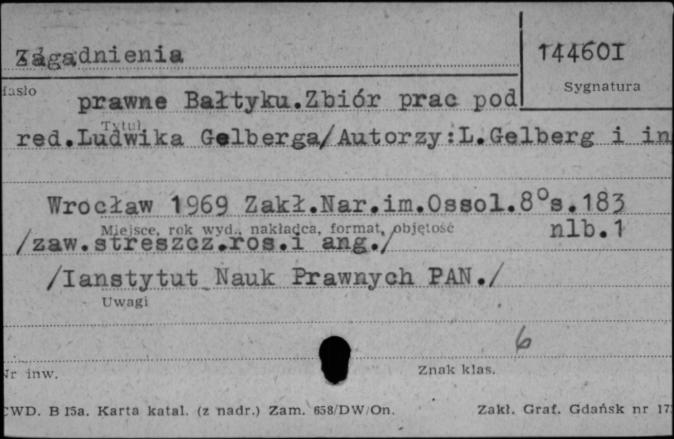 Zagadnienia
144601
Sygnatura
prawne Bałtyku.Zbiór prac pod
Tytuł
red.Ludwika Gelberga/Autorzy:L.Gelberg i in
Wrocław 1969 Zakł.Nar.im.Ossol.8°s.183
Miejsce, rok wyd., nakładca, format, objętość
nlb.1
/zaw.streszcz.ros.i ang./
/Ianstytut Nauk Prawnych PAN./
Uwagi
6
Nr inw.
Znak klas.
CWD. B 15a. Karta katal. (z nadr.) Zam. 658/DW/On.
Zakł. Graf. Gdańsk nr 17